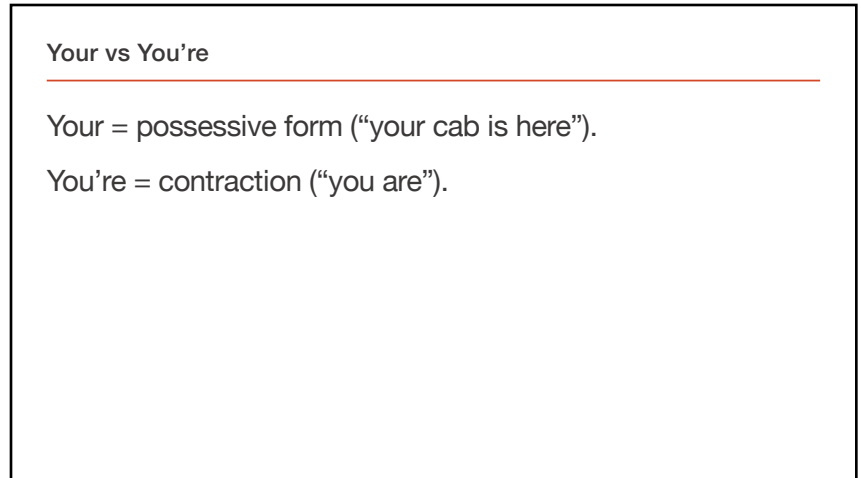 Your vs You’re
Your = possessive form (“your cab is here”).
You’re = contraction (“you are”).